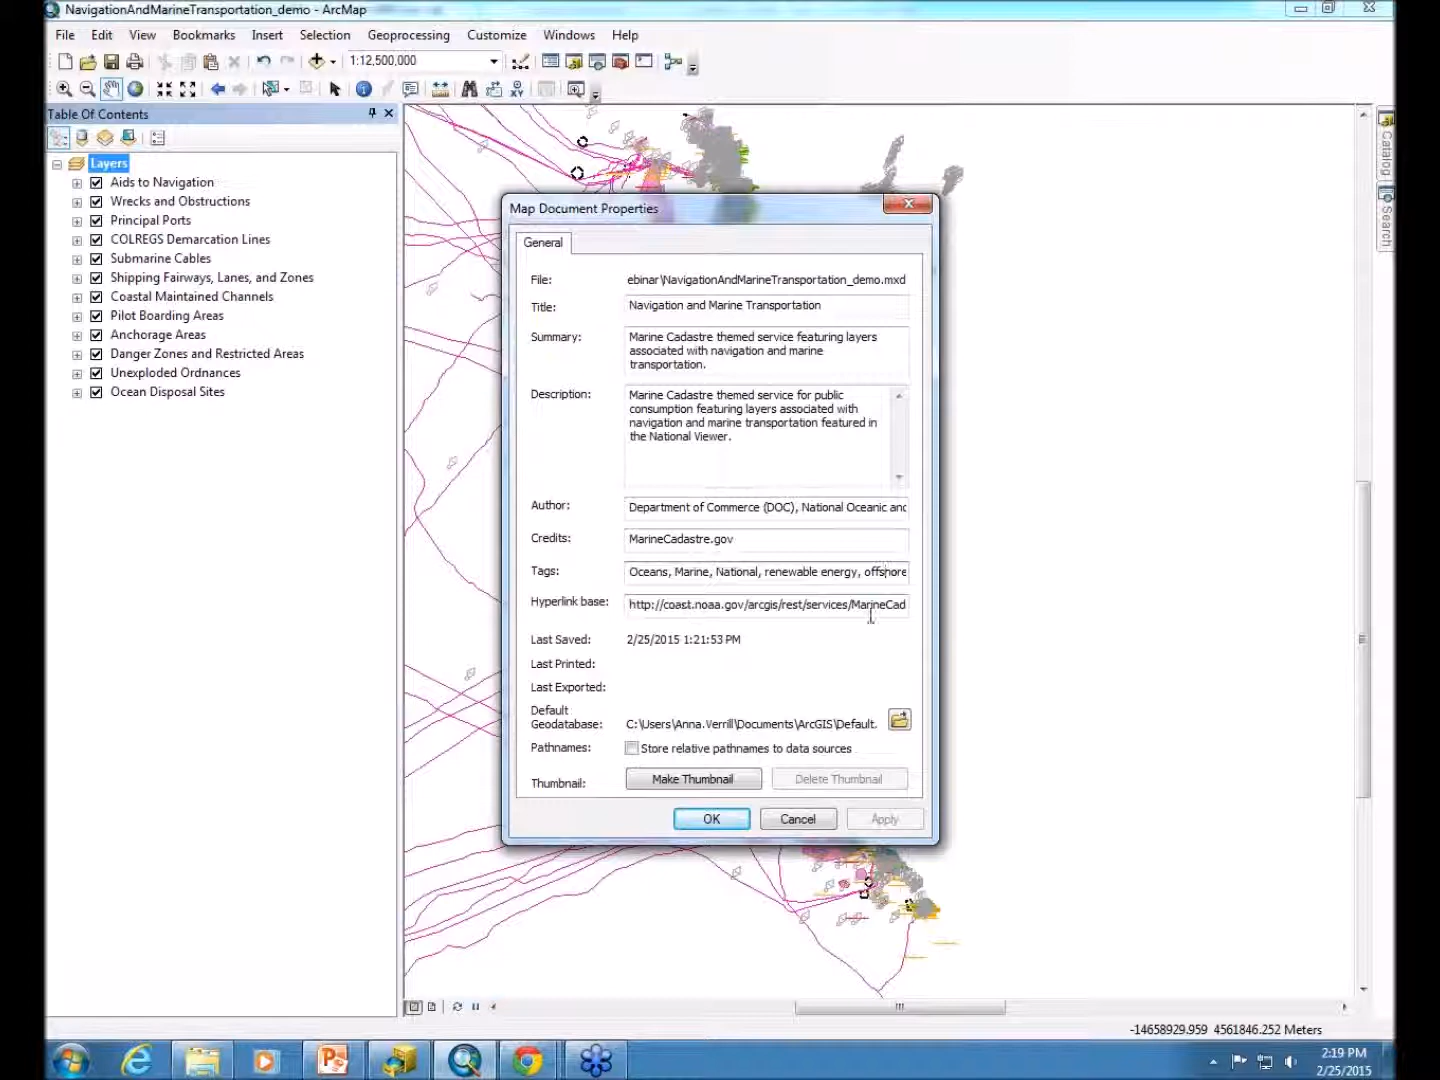 NavigationAndMarineTransportation_demo - ArcMap
File Edit View Bookmarks Insert Selection Geoprocessing Customize Windows Help
1:12,500,000
Table Of Contents
Layers
Aids to Navigation
Wrecks and Obstructions
Principal Ports
COLREGS Demarcation Lines
Submarine Cables
Shipping Fairways, Lanes, and Zones
Coastal Maintained Channels
Pilot Boarding Areas
Anchorage Areas
Danger Zones and Restricted Areas
Unexploded Ordnances
Ocean Disposal Sites
Map Document Properties
General
File: ebinar\NavigationAndMarineTransportation_demo.mxd
Title: Navigation and Marine Transportation
Summary: Marine Cadastre themed service featuring layers
associated with navigation and marine
transportation.
Description: Marine Cadastre themed service for public
consumption featuring layers associated with
navigation and marine transportation featured in
the National Viewer.
Author: Department of Commerce (DOC), National Oceanic and
Credits: MarineCadastre.gov
Tags: Oceans, Marine, National, renewable energy, offshore
Hyperlink base: http://coast.noaa.gov/arcgis/rest/services/MarineCad
Last Saved: 2/25/2015 1:21:53 PM
Last Printed:
Last Exported:
Default
Geodatabase: C:\Users\Anna.Verrill\Documents\ArcGIS\Default.
Pathnames: Store relative pathnames to data sources
Thumbnail: Make Thumbnail Delete Thumbnail
OK Cancel Apply
Catalog
Search
-14658929.959 4561846.252 Meters
2:19 PM
2/25/2015